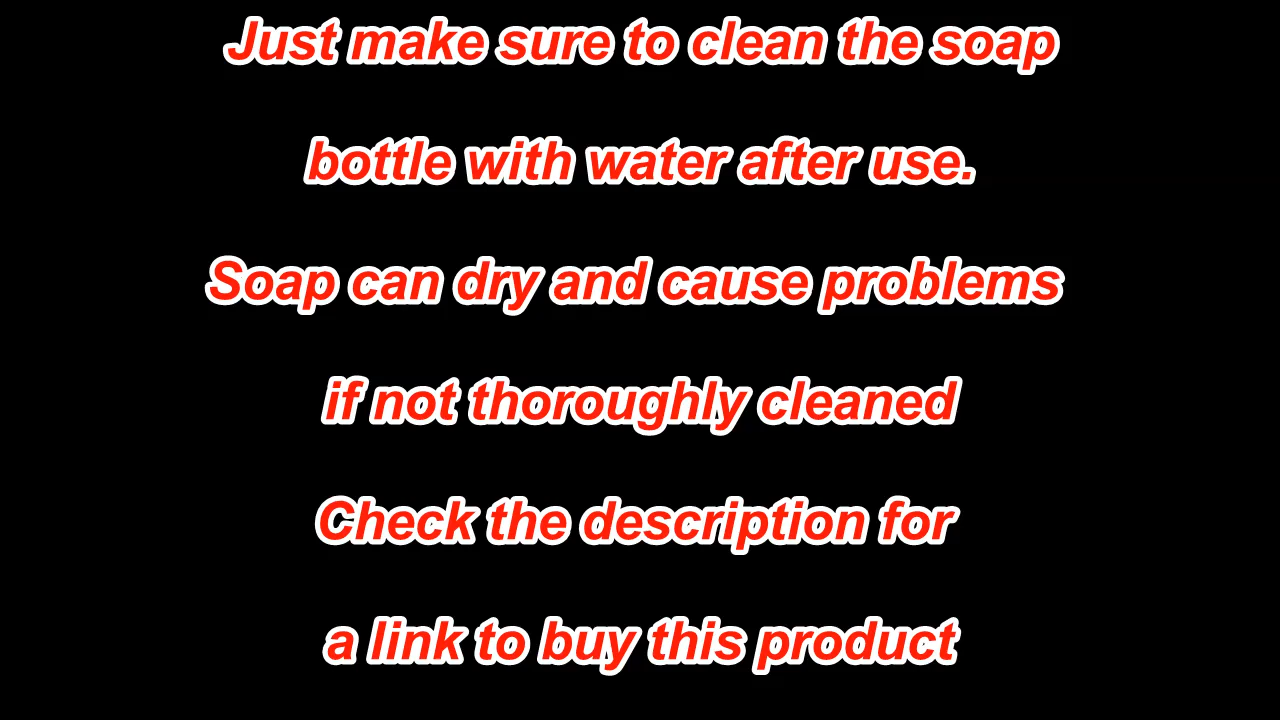 Just make sure to clean the soap
bottle with water after use.
Soap can dry and cause problems
if not thoroughly cleaned
Check the description for
a link to buy this product